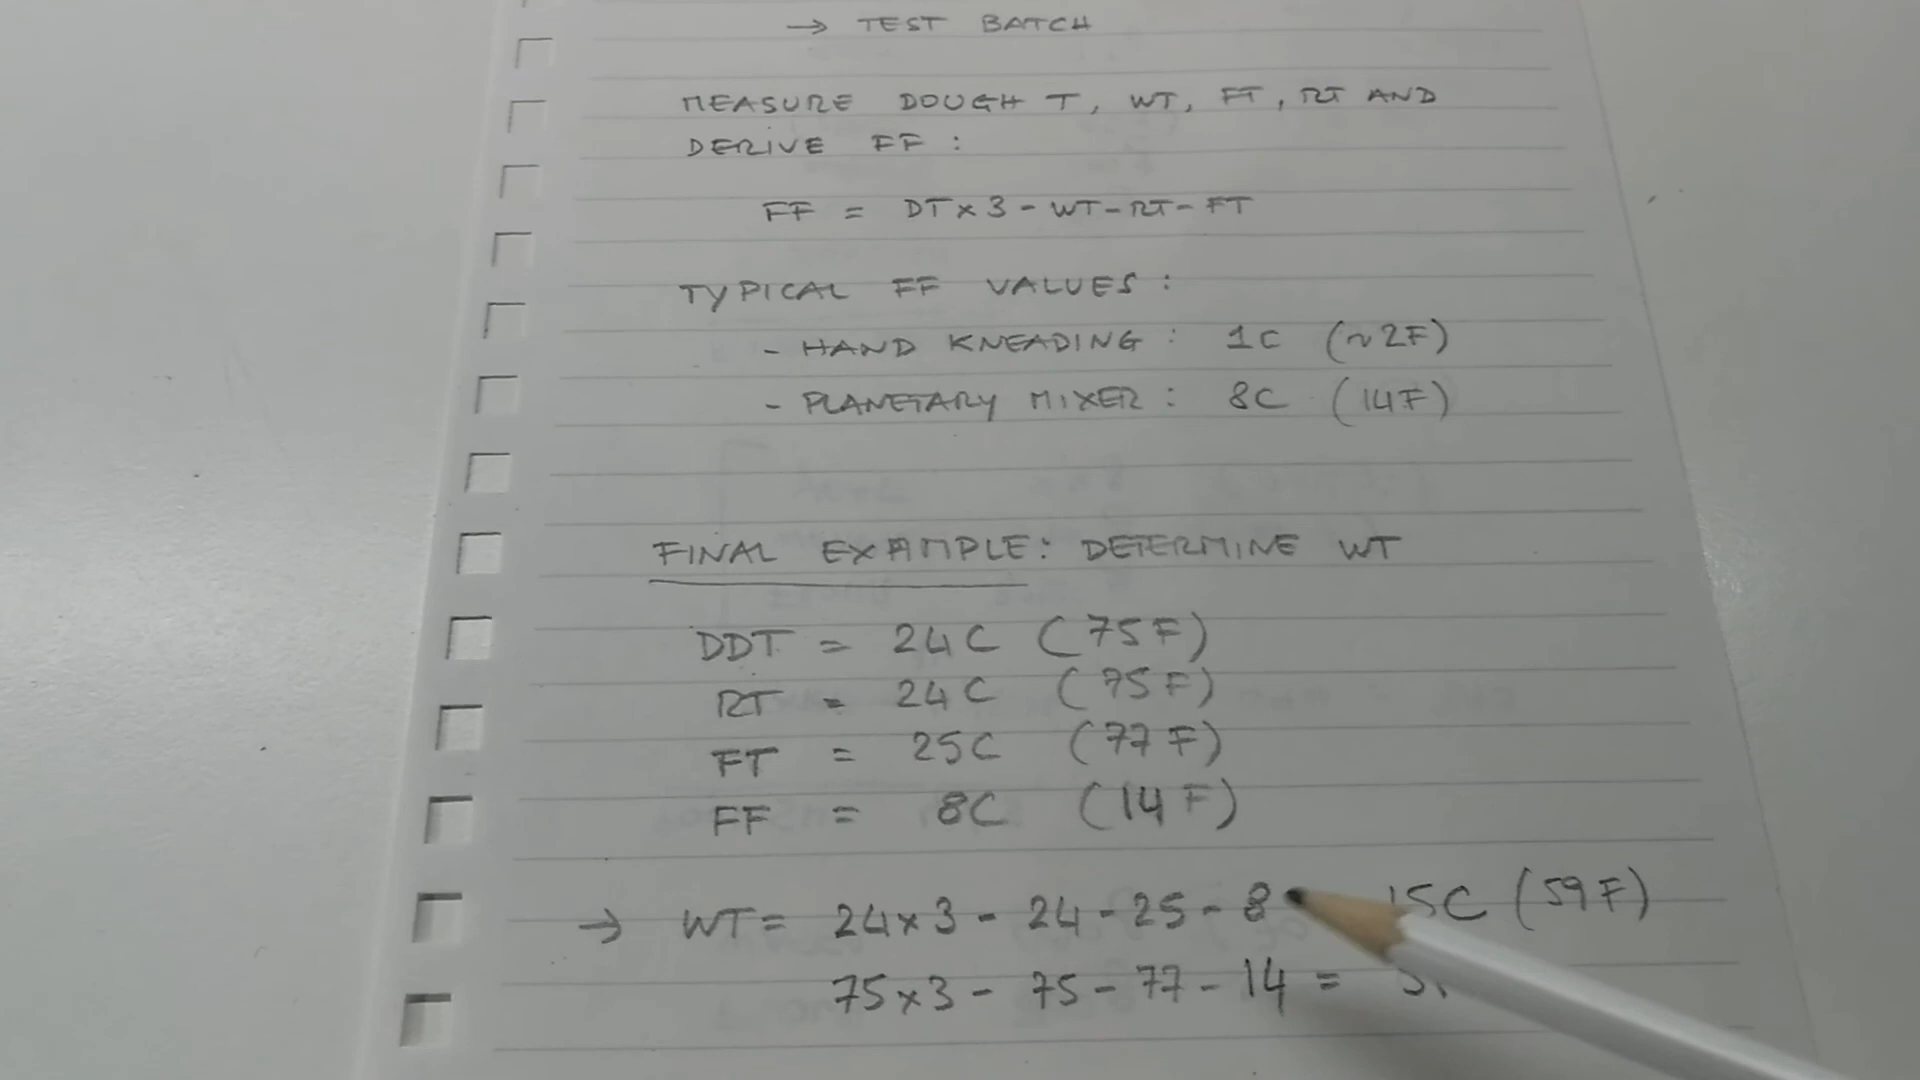 → TEST BATCH
MEASURE DOUGH T, WT, FT, RT AND
DERIVE FF :
FF = DT x 3 - WT - RT - FT
TYPICAL FF VALUES :
- HAND KNEADING : 1C (~2F)
- PLANETARY MIXER : 8C (14F)
FINAL EXAMPLE: DETERMINE WT
DDT = 24C (75F)
RT = 24C (75F)
FT = 25C (77F)
FF = 8C (14F)
→ WT = 24x3 - 24 - 25 - 8 15C (59F)
75x3 - 75 - 77 - 14 =